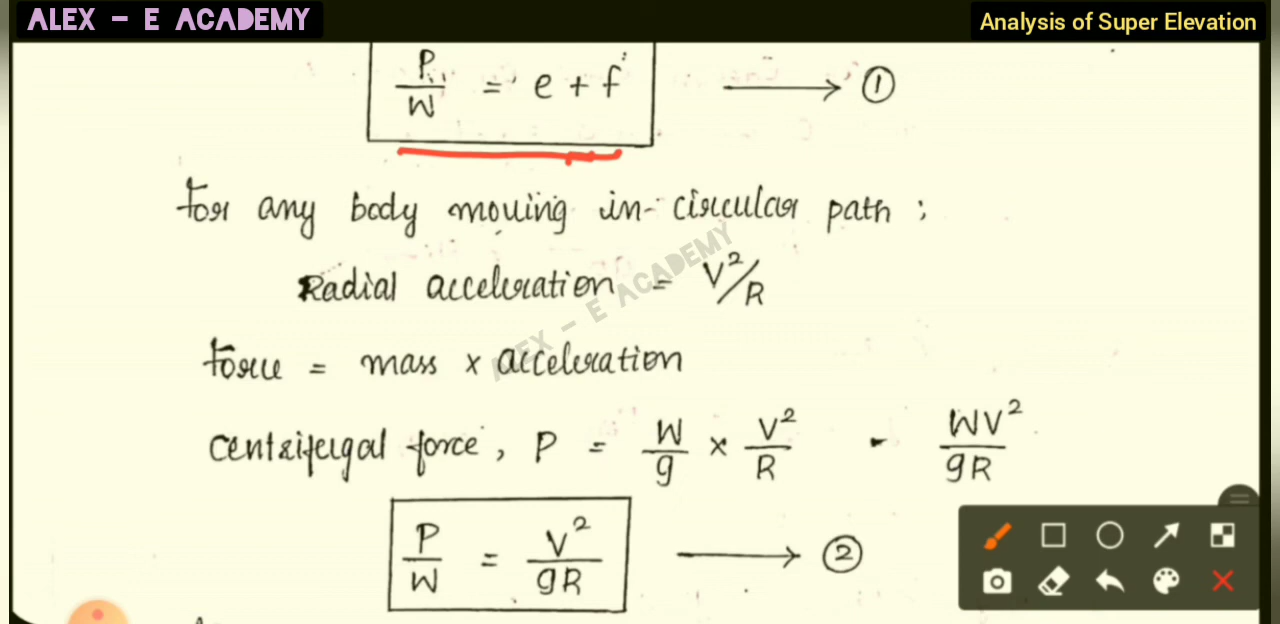 ALEX – E ACADEMY
Analysis of Super Elevation
P/W = e + f → ①
For any body moving in circular path :
Radial acceleration = V²/R
Force = mass x acceleration
ALEX – E ACADEMY
Centrifugal force, P = W/g x V²/R - WV²/gR
P/W = V²/gR → ②